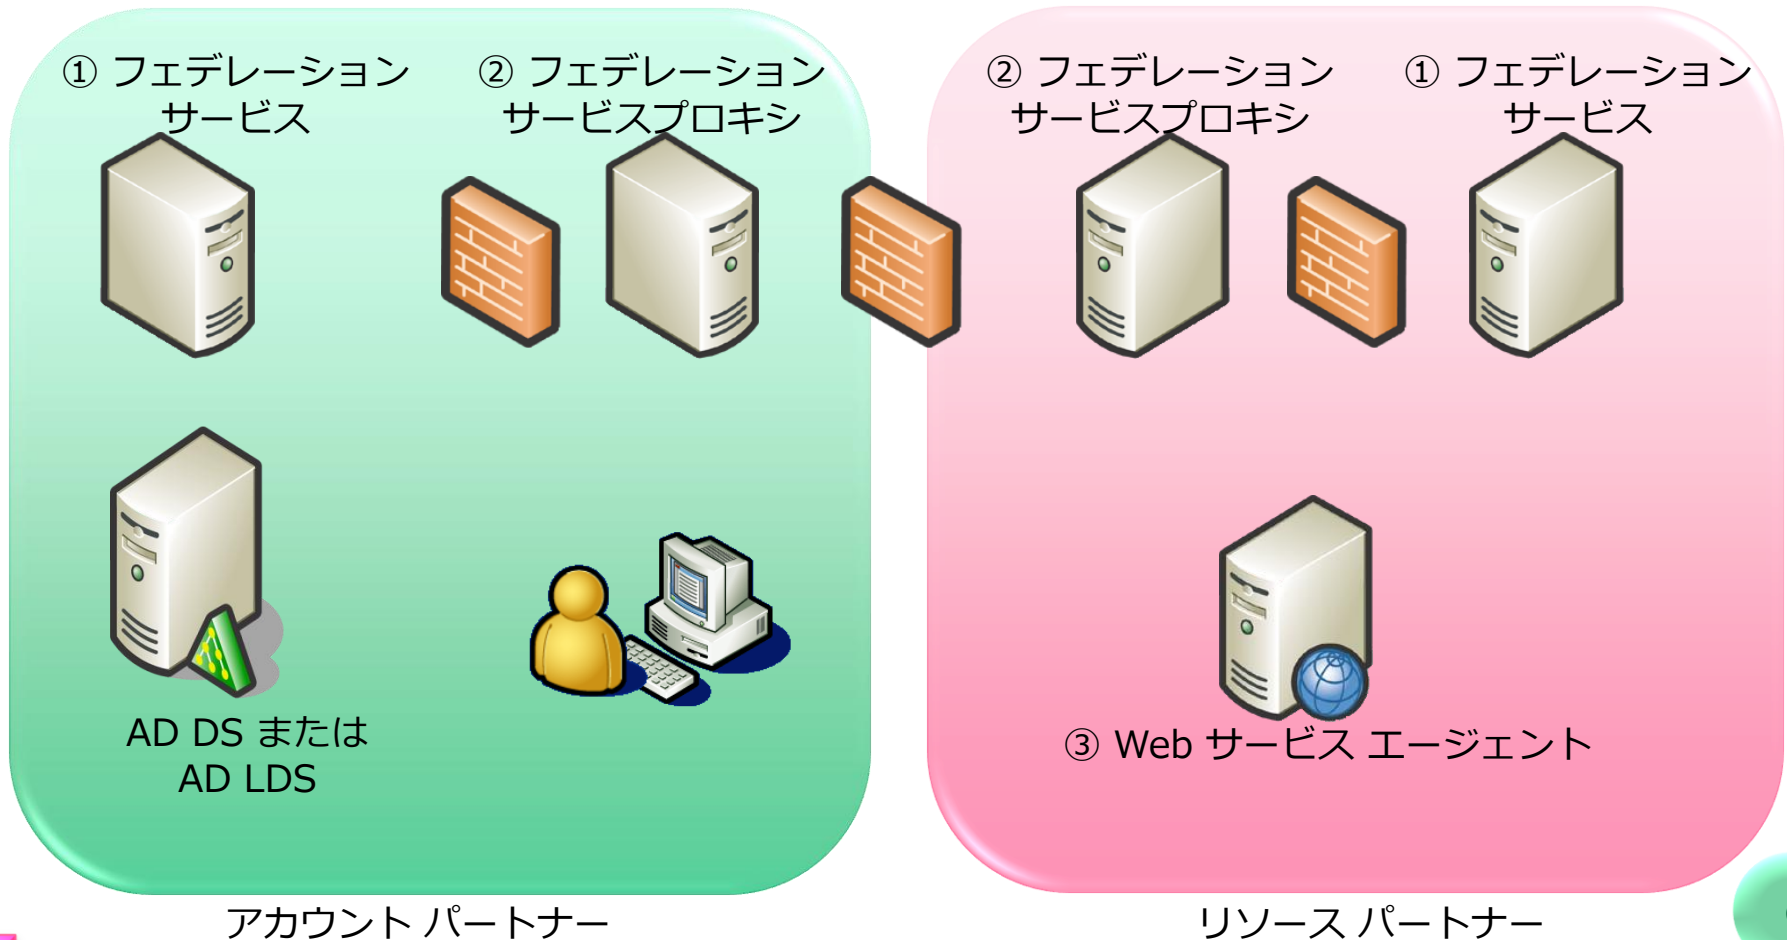 ① フェデレーション
サービス
② フェデレーション
サービスプロキシ
② フェデレーション
サービスプロキシ
① フェデレーション
サービス
AD DS または
AD LDS
③ Web サービス エージェント
アカウント パートナー
リソース パートナー